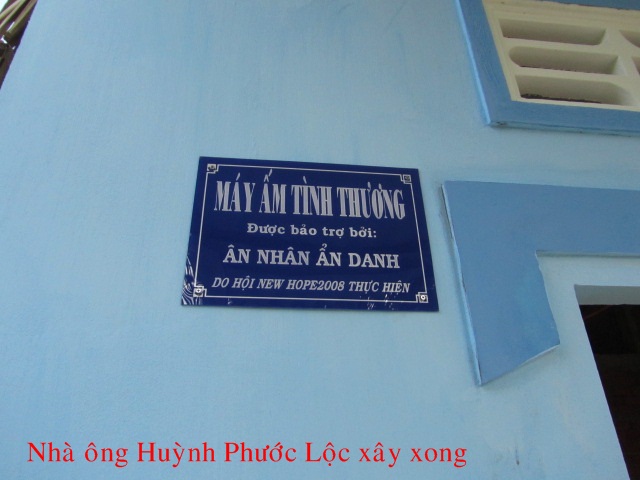 MÁY ẤM TÌNH THƯƠNG
Được bảo trợ bởi:
ÂN NHÂN ẨN DANH
DO HỘI NEW HOPE2008 THỰC HIỆN
Nhà ông Huỳnh Phước Lộc xây xong